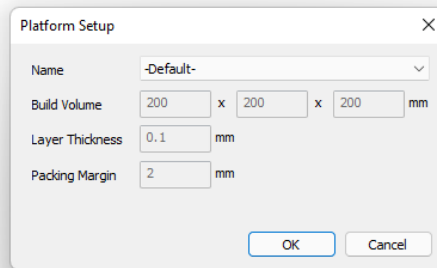 Platform Setup
Name -Default-
Build Volume 200 x 200 x 200 mm
Layer Thickness 0.1 mm
Packing Margin 2 mm
OK Cancel